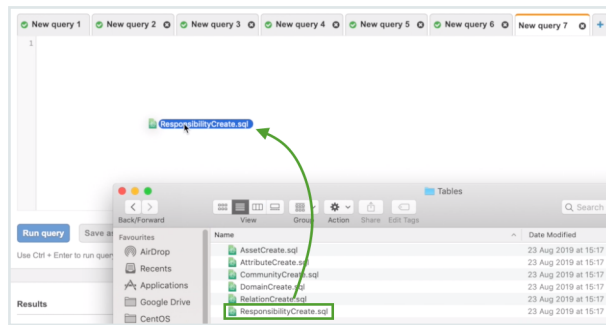 New query 1 New query 2 New query 3 New query 4 New query 5 New query 6 New query 7 +
1
ResponsibilityCreate.sql
Tables
Back/Forward View Group Action Share Edit Tags Search
Run query Save as
Use Ctrl + Enter to run query
Results
Favourites
AirDrop
Recents
Applications
Google Drive
CentOS
Name Date Modified
AssetCreate.sql 23 Aug 2019 at 15:17
AttributeCreate.sql 23 Aug 2019 at 15:17
CommunityCreate.sql 23 Aug 2019 at 15:17
DomainCreate.sql 23 Aug 2019 at 15:17
RelationCreate.sql 23 Aug 2019 at 15:17
ResponsibilityCreate.sql 23 Aug 2019 at 15:17